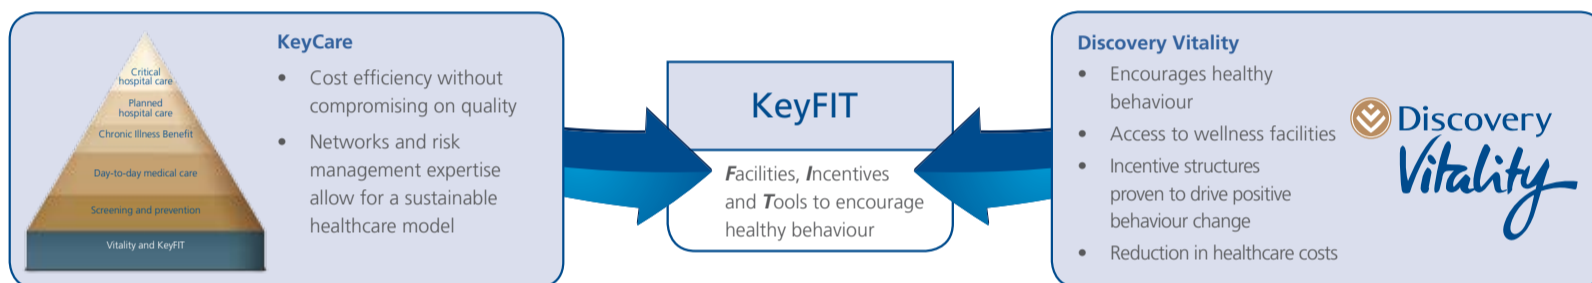 Critical
hospital care
Planned
hospital care
Chronic Illness Benefit
Day-to-day medical care
Screening and prevention
Vitality and KeyFIT
KeyCare
• Cost efficiency without
compromising on quality
• Networks and risk
management expertise
allow for a sustainable
healthcare model
KeyFIT
Facilities, Incentives
and Tools to encourage
healthy behaviour
Discovery Vitality
• Encourages healthy
behaviour
• Access to wellness facilities
• Incentive structures
proven to drive positive
behaviour change
• Reduction in healthcare costs
Discovery
Vitality